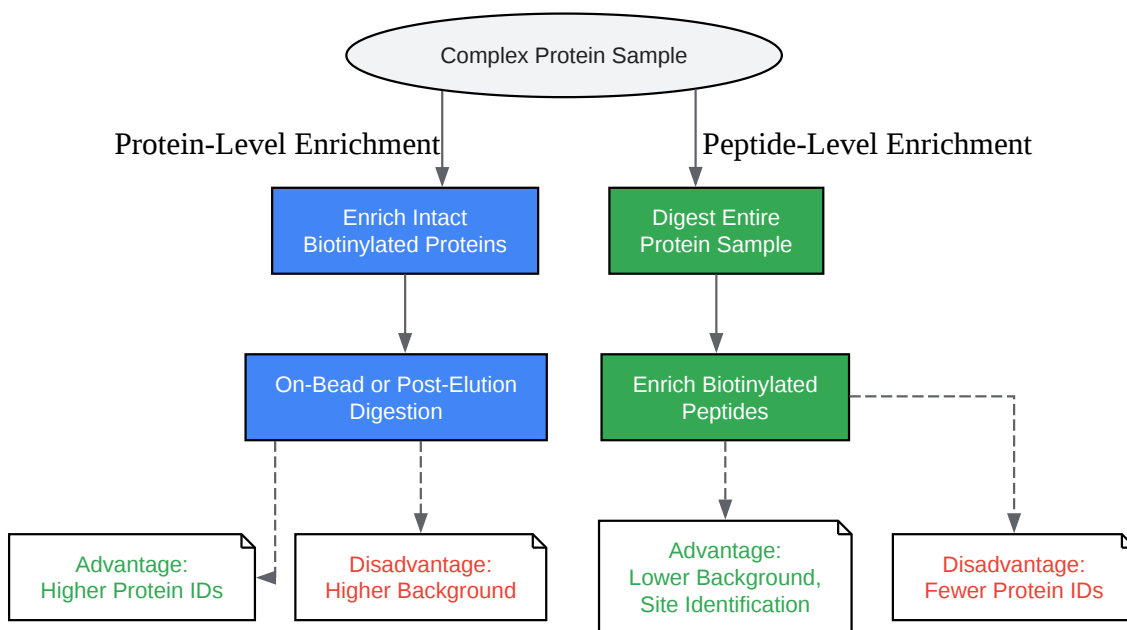 Complex Protein Sample
Protein-Level Enrichment
Peptide-Level Enrichment
Enrich Intact
Biotinylated Proteins
Digest Entire
Protein Sample
On-Bead or Post-Elution
Digestion
Enrich Biotinylated
Peptides
Advantage:
Higher Protein IDs
Disadvantage:
Higher Background
Advantage:
Lower Background,
Site Identification
Disadvantage:
Fewer Protein IDs